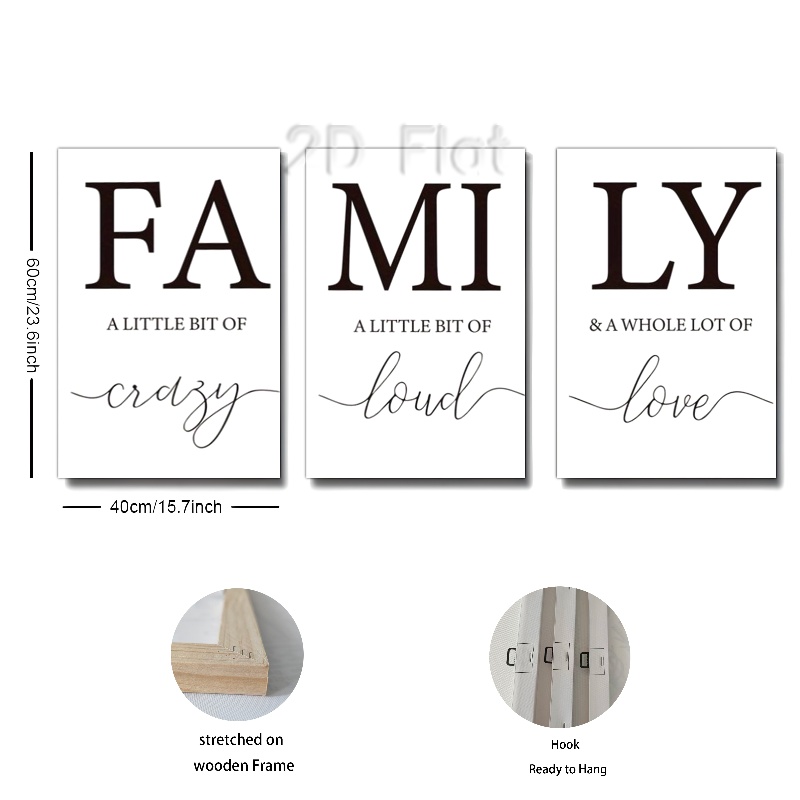 2D Flat
FA
A LITTLE BIT OF
crazy
MI
A LITTLE BIT OF
loud
LY
& A WHOLE LOT OF
love
60cm/23.6inch
40cm/15.7inch
stretched on
wooden Frame
Hook
Ready to Hang